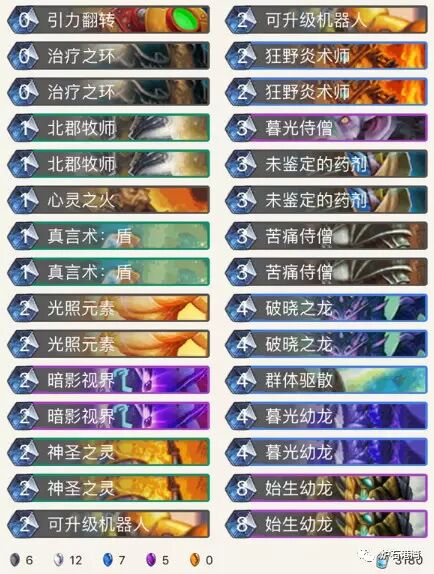 0 引力翻转
0 治疗之环
0 治疗之环
1 北郡牧师
1 北郡牧师
1 心灵之火
1 真言术：盾
1 真言术：盾
2 光照元素
2 光照元素
2 暗影视界
2 暗影视界
2 神圣之灵
2 神圣之灵
2 可升级机器人
2 可升级机器人
2 狂野炎术师
2 狂野炎术师
3 暮光侍僧
3 未鉴定的药剂
3 未鉴定的药剂
3 苦痛侍僧
3 苦痛侍僧
4 破晓之龙
4 破晓之龙
4 群体驱散
4 暮光幼龙
4 暮光幼龙
8 始生幼龙
8 始生幼龙
6 12 7 5 0
3180